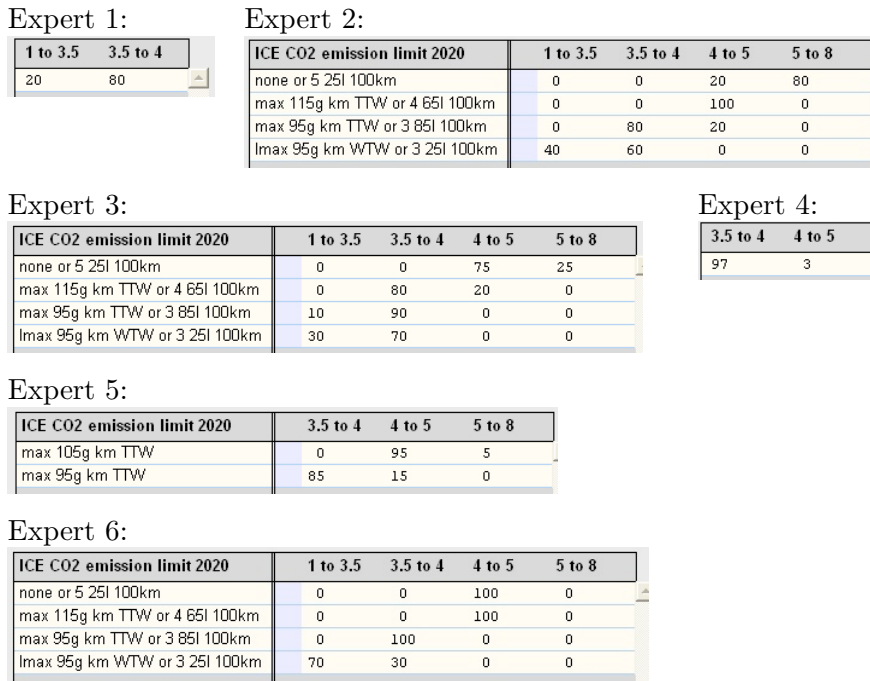 Expert 1:
1 to 3.5 3.5 to 4
20 80
Expert 2:
ICE CO2 emission limit 2020 1 to 3.5 3.5 to 4 4 to 5 5 to 8
none or 5 25l 100km 0 0 20 80
max 115g km TTW or 4 65l 100km 0 0 100 0
max 95g km TTW or 3 85l 100km 0 80 20 0
lmax 95g km WTW or 3 25l 100km 40 60 0 0
Expert 3:
ICE CO2 emission limit 2020 1 to 3.5 3.5 to 4 4 to 5 5 to 8
none or 5 25l 100km 0 0 75 25
max 115g km TTW or 4 65l 100km 0 80 20 0
max 95g km TTW or 3 85l 100km 10 90 0 0
lmax 95g km WTW or 3 25l 100km 30 70 0 0
Expert 4:
3.5 to 4 4 to 5
97 3
Expert 5:
ICE CO2 emission limit 2020 3.5 to 4 4 to 5 5 to 8
max 105g km TTW 0 95 5
max 95g km TTW 85 15 0
Expert 6:
ICE CO2 emission limit 2020 1 to 3.5 3.5 to 4 4 to 5 5 to 8
none or 5 25l 100km 0 0 100 0
max 115g km TTW or 4 65l 100km 0 0 100 0
max 95g km TTW or 3 85l 100km 0 100 0 0
lmax 95g km WTW or 3 25l 100km 70 30 0 0